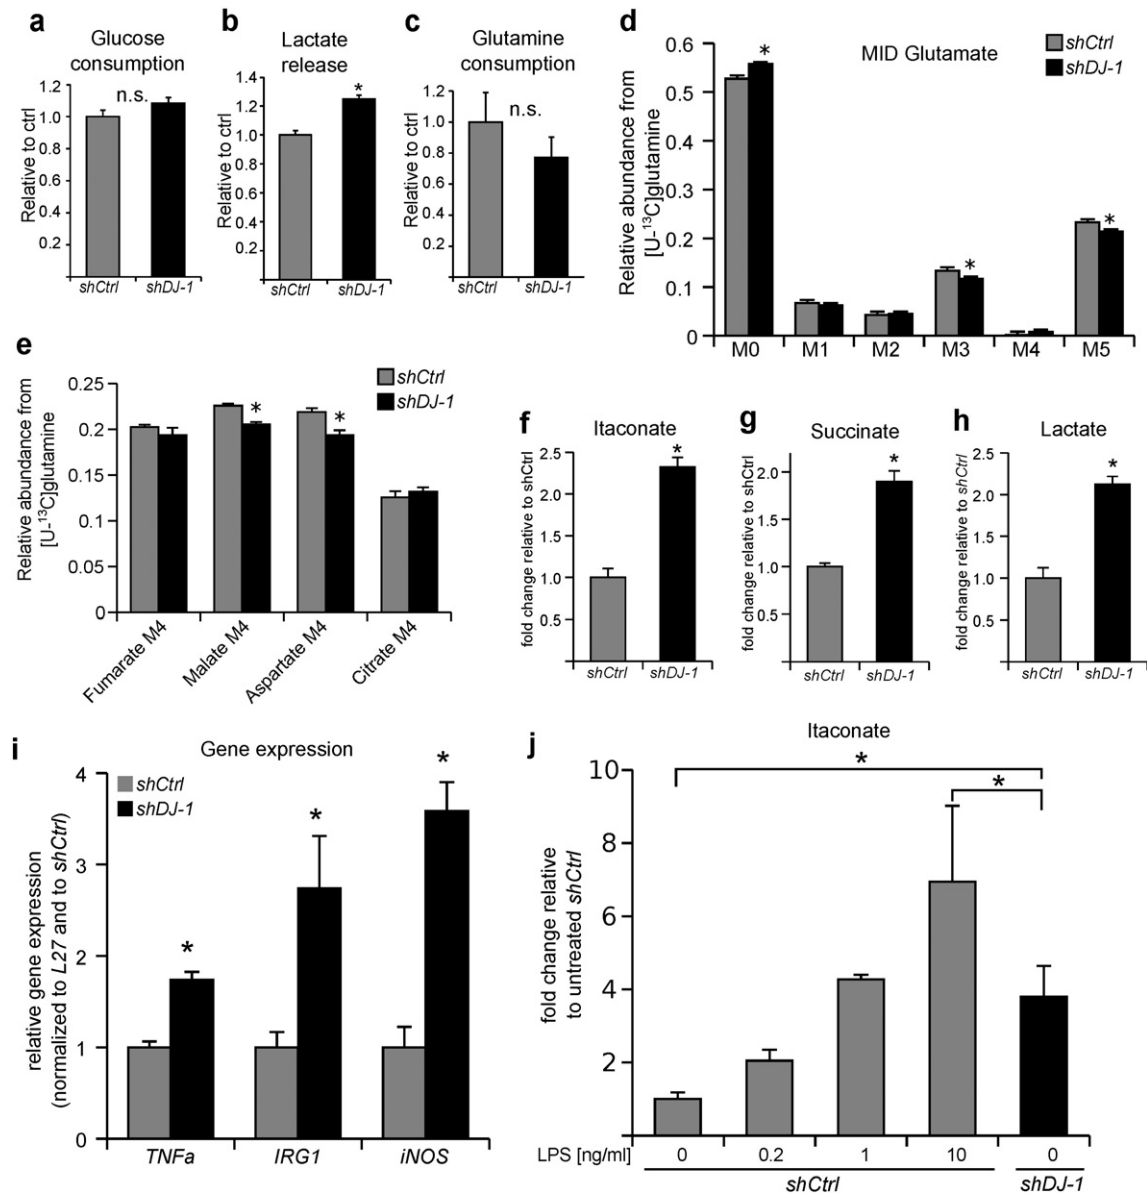 a
Glucose
consumption
Relative to ctrl
1.2
1.0
0.8
0.6
0.4
0.2
n.s.
shCtrl shDJ-1
b
Lactate
release
Relative to ctrl
1.40
1.2
1.0
0.8
0.6
0.4
0.2
0
*
shCtrl shDJ-1
c
Glutamine
consumption
Relative to ctrl
1.2
1.0
0.8
0.6
0.4
0.2
n.s.
shCtrl shDJ-1
d
MID Glutamate
shCtrl
shDJ-1
Relative abundance from
[U-13C]glutamine
0.6
0.5
0.4
0.3
0.2
0.1
0
* * *
M0 M1 M2 M3 M4 M5
e
shCtrl
shDJ-1
Relative abundance from
[U-13C]glutamine
0.25
0.2
0.15
0.1
0.05
0
* *
Fumarate M4
Malate M4
Aspartate M4
Citrate M4
f
Itaconate
fold change relative to shCtrl
2.5
2.0
1.5
1.0
0.5
*
shCtrl shDJ-1
g
Succinate
fold change relative to shCtrl
2.0
1.5
1.0
0.5
*
shCtrl shDJ-1
h
Lactate
fold change relative to shCtrl
2.5
2.0
1.5
1.0
0.5
*
shCtrl shDJ-1
i
Gene expression
shCtrl
shDJ-1
relative gene expression
(normalized to L27 and to shCtrl)
4
3
2
1
0
* * *
TNFa IRG1 iNOS
j
Itaconate
fold change relative
to untreated shCtrl
10
8
6
4
2
* *
LPS [ng/ml] 0 0.2 1 10 0
shCtrl shDJ-1